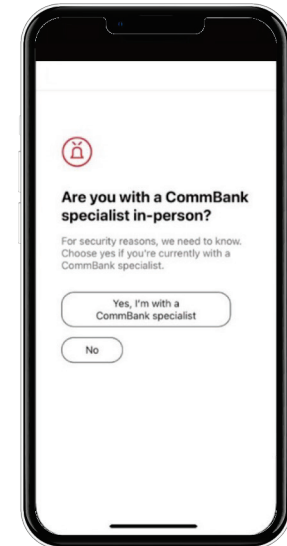 Are you with a CommBank
specialist in-person?
For security reasons, we need to know.
Choose yes if you're currently with a
CommBank specialist.
Yes, I'm with a
CommBank specialist
No